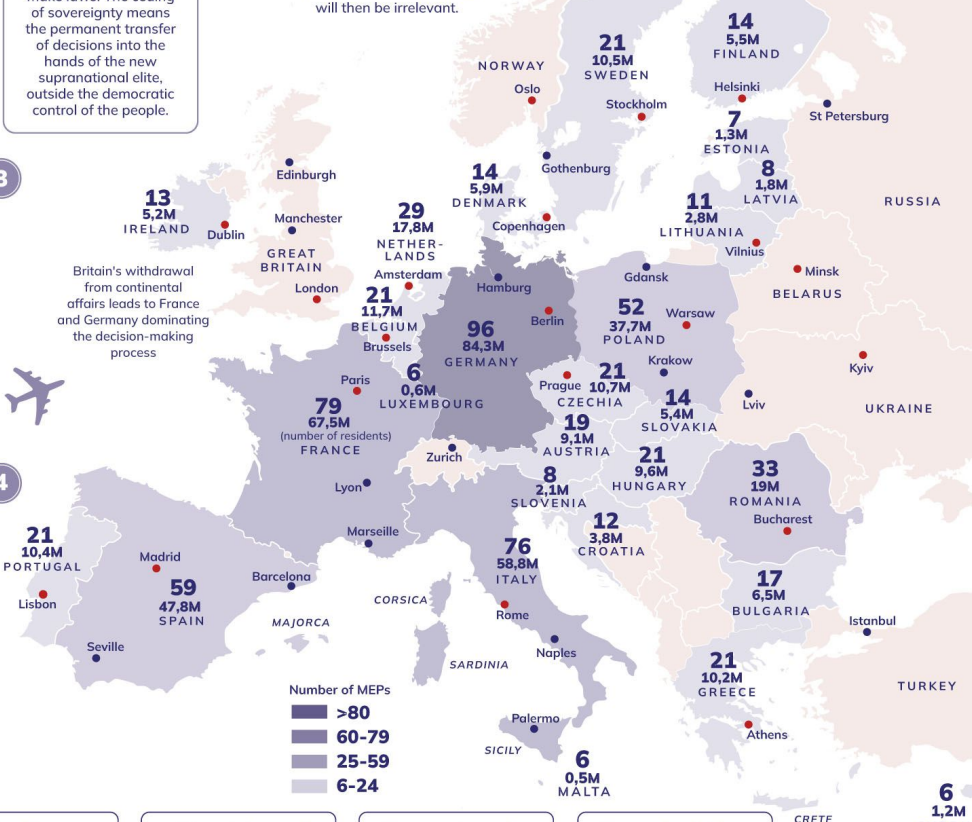 of sovereignty means
the permanent transfer
of decisions into the
hands of the new
supranational elite,
outside the democratic
control of the people.
will then be irrelevant.
3
4
Britain's withdrawal
from continental
affairs leads to France
and Germany dominating
the decision-making
process
NORWAY
Oslo
21
10,5M
SWEDEN
Stockholm
Gothenburg
14
5,5M
FINLAND
Helsinki
St Petersburg
7
1,3M
ESTONIA
8
1,8M
LATVIA
11
2,8M
LITHUANIA
Vilnius
RUSSIA
Minsk
BELARUS
Edinburgh
Manchester
GREAT
BRITAIN
London
13
5,2M
IRELAND
Dublin
14
5,9M
DENMARK
Copenhagen
29
17,8M
NETHER-
LANDS
Amsterdam
21
11,7M
BELGIUM
Brussels
6
0,6M
LUXEMBOURG
Hamburg
Berlin
96
84,3M
GERMANY
Gdansk
52
37,7M
POLAND
Warsaw
Krakow
Kyiv
Lviv
UKRAINE
Prague
21
10,7M
CZECHIA
14
5,4M
SLOVAKIA
19
9,1M
AUSTRIA
21
9,6M
HUNGARY
8
2,1M
SLOVENIA
12
3,8M
CROATIA
33
19M
ROMANIA
Bucharest
17
6,5M
BULGARIA
Istanbul
TURKEY
21
10,2M
GREECE
Athens
CRETE
6
1,2M
Paris
79
67,5M
(number of residents)
FRANCE
Lyon
Marseille
Zurich
76
58,8M
ITALY
Rome
Naples
CORSICA
SARDINIA
Palermo
SICILY
6
0,5M
MALTA
21
10,4M
PORTUGAL
Lisbon
Madrid
59
47,8M
SPAIN
Barcelona
MAJORCA
Seville
Number of MEPs
>80
60-79
25-59
6-24